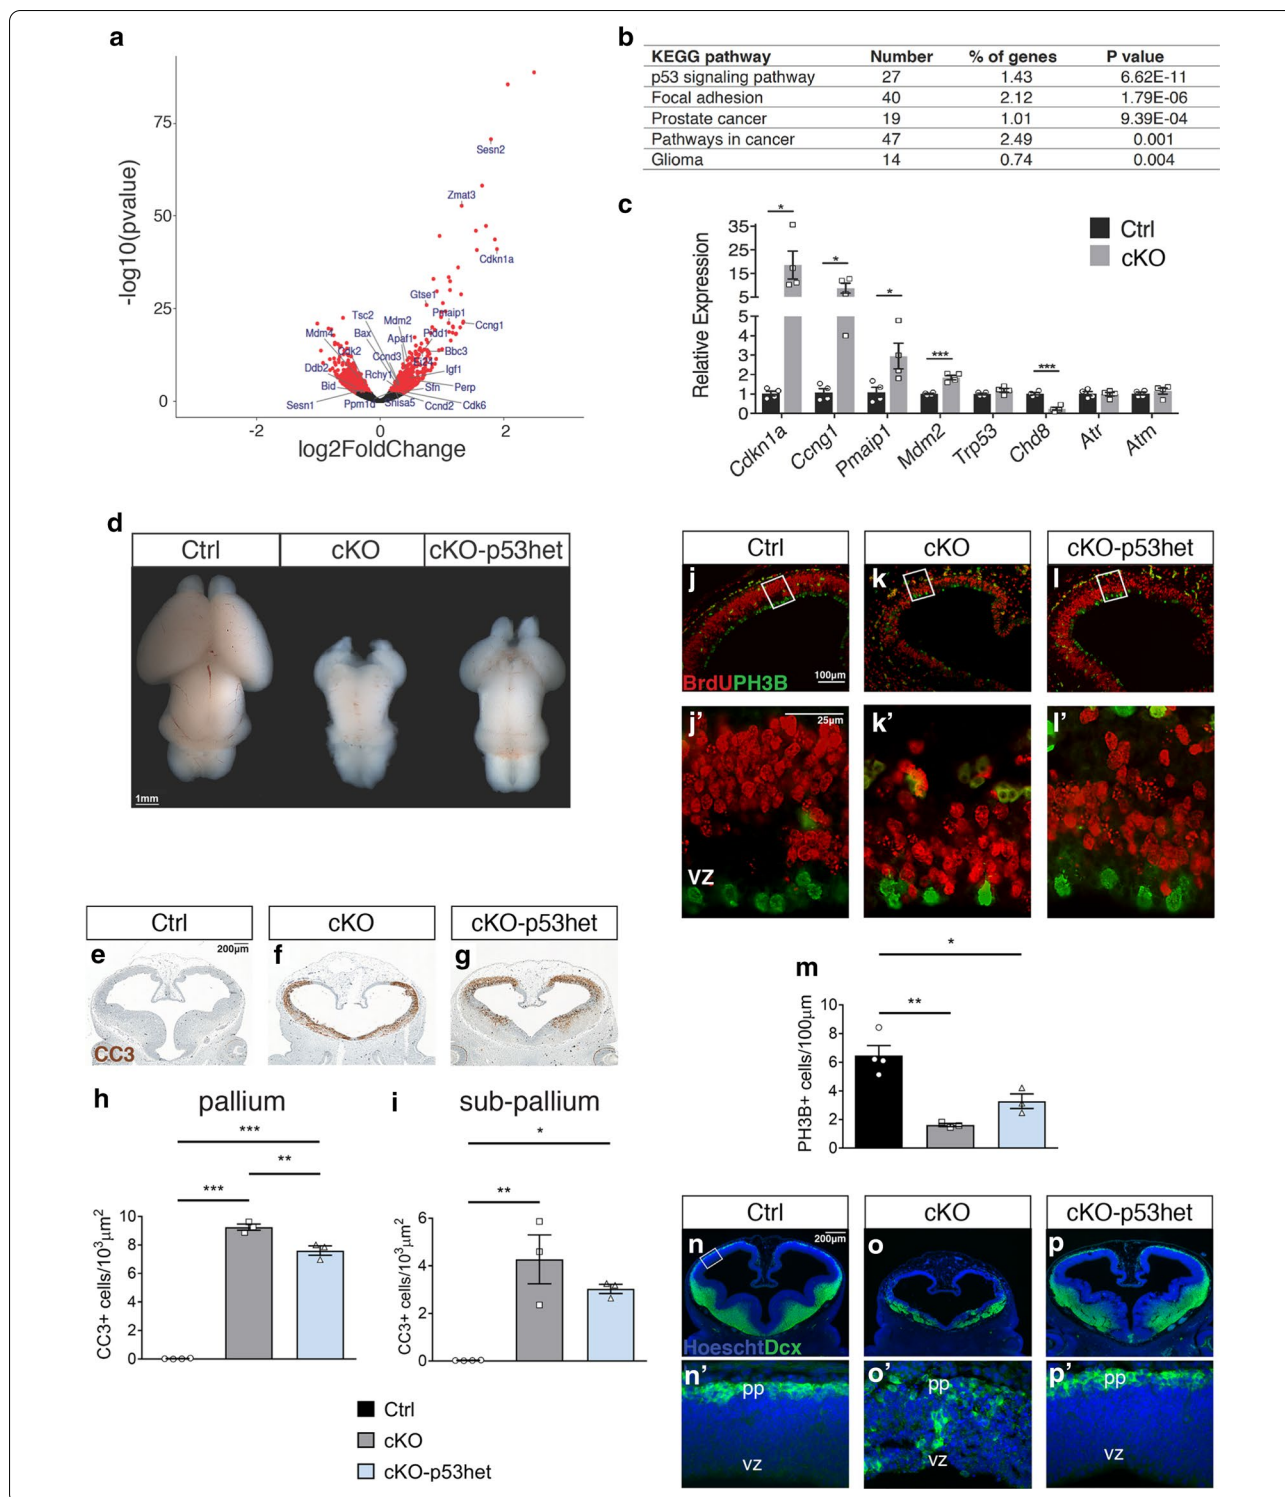 a
-log10(pvalue)
75
50
25
0
-2
0
2
log2FoldChange
Sesn2
Zmat3
Cdkn1a
Gtse1
Pmaip1
Ccng1
Tsc2
Mdm2
Mdm4
Bax
Apaf1
Pidd1
Cdk2
Ccnd3
Bbc3
Ei24
Ddb2
Rchy1
Igf1
Bid
Sfn
Perp
Sesn1
Ppm1d
Shisa5
Ccnd2
Cdk6
b
KEGG pathway Number % of genes P value
p53 signaling pathway 27 1.43 6.62E-11
Focal adhesion 40 2.12 1.79E-06
Prostate cancer 19 1.01 9.39E-04
Pathways in cancer 47 2.49 0.001
Glioma 14 0.74 0.004
c
Relative Expression
35
25
15
5
5
4
3
2
1
0
*
*
*
***
***
Ctrl
cKO
Cdkn1a
Ccng1
Pmaip1
Mdm2
Trp53
Chd8
Atr
Atm
d
Ctrl cKO cKO-p53het
1mm
Ctrl cKO cKO-p53het
j k l
BrdUPH3B
100µm
j' k' l'
25µm
VZ
Ctrl cKO cKO-p53het
e f g
200µm
CC3
h pallium
***
**
***
CC3+ cells/10³µm²
10
8
6
4
2
0
i sub-pallium
*
**
CC3+ cells/10³µm²
6
4
2
0
Ctrl
cKO
cKO-p53het
m
*
**
PH3B+ cells/100µm
10
8
6
4
2
0
Ctrl cKO cKO-p53het
n o p
200µm
HoeschtDcx
n' o' p'
pp pp pp
vz vz vz